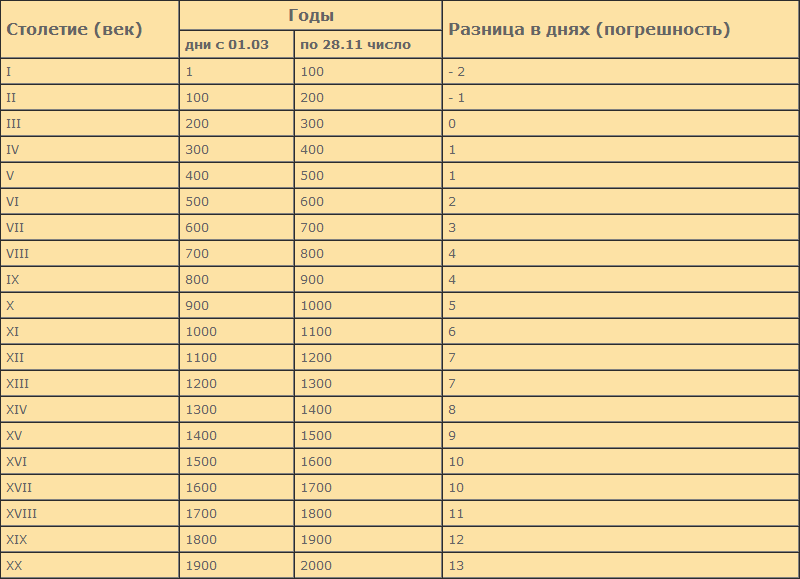 Столетие (век) Годы Разница в днях (погрешность)
дни с 01.03 по 28.11 число
I 1 100 - 2
II 100 200 - 1
III 200 300 0
IV 300 400 1
V 400 500 1
VI 500 600 2
VII 600 700 3
VIII 700 800 4
IX 800 900 4
X 900 1000 5
XI 1000 1100 6
XII 1100 1200 7
XIII 1200 1300 7
XIV 1300 1400 8
XV 1400 1500 9
XVI 1500 1600 10
XVII 1600 1700 10
XVIII 1700 1800 11
XIX 1800 1900 12
XX 1900 2000 13